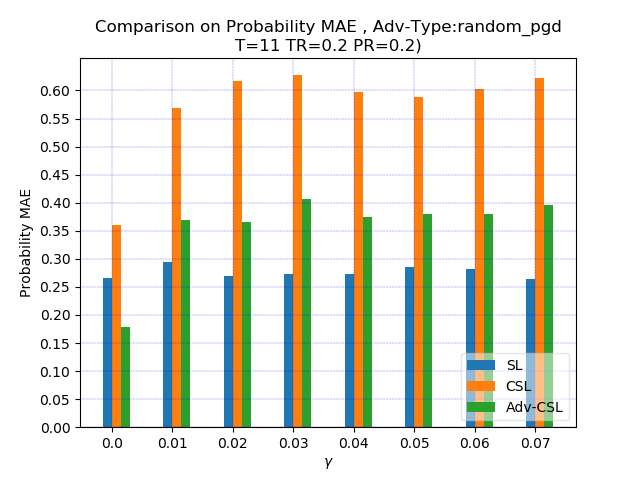 Comparison on Probability MAE , Adv-Type:random_pgd
T=11 TR=0.2 PR=0.2)
0.60
0.55
0.50
0.45
0.40
0.35
0.30
0.25
0.20
0.15
0.10
0.05
0.00
Probability MAE
SL
CSL
Adv-CSL
0.0 0.01 0.02 0.03 0.04 0.05 0.06 0.07
γ